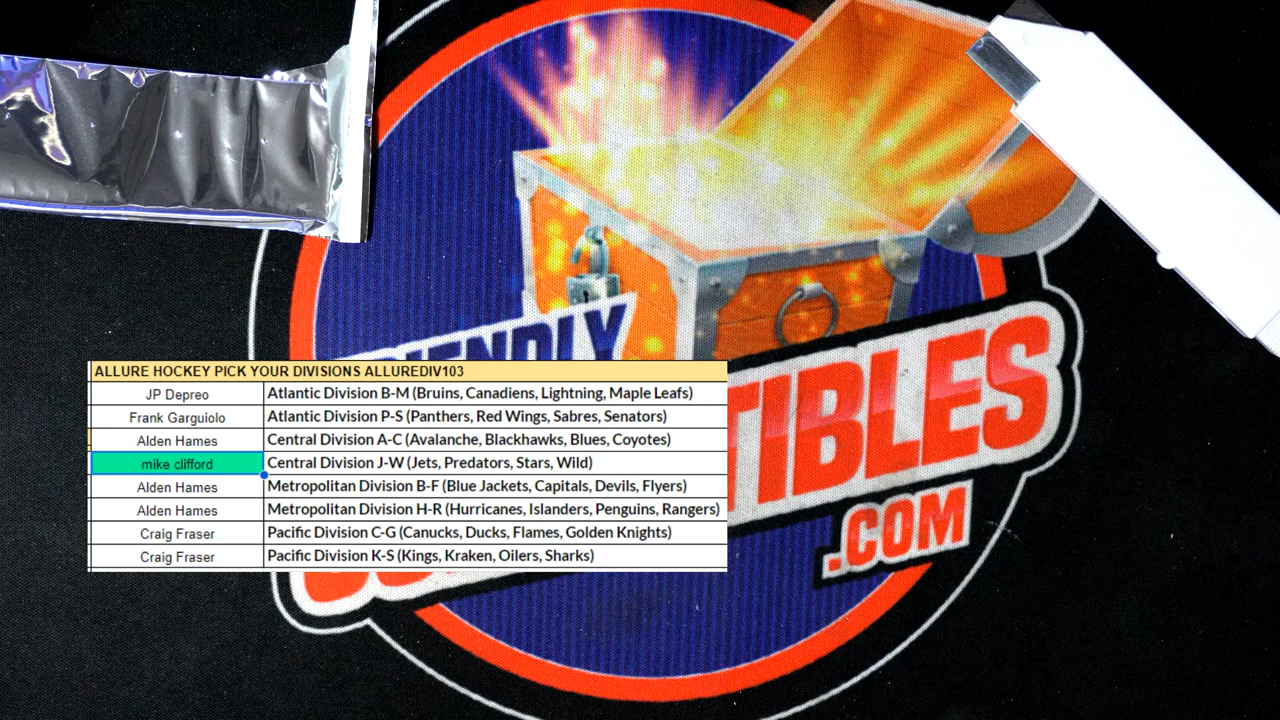 FRIENDLY
TIBLES
.COM
ALLURE HOCKEY PICK YOUR DIVISIONS ALLUREDIV103
JP Depreo Atlantic Division B-M (Bruins, Canadiens, Lightning, Maple Leafs)
Frank Garguiolo Atlantic Division P-S (Panthers, Red Wings, Sabres, Senators)
Alden Hames Central Division A-C (Avalanche, Blackhawks, Blues, Coyotes)
mike clifford Central Division J-W (Jets, Predators, Stars, Wild)
Alden Hames Metropolitan Division B-F (Blue Jackets, Capitals, Devils, Flyers)
Alden Hames Metropolitan Division H-R (Hurricanes, Islanders, Penguins, Rangers)
Craig Fraser Pacific Division C-G (Canucks, Ducks, Flames, Golden Knights)
Craig Fraser Pacific Division K-S (Kings, Kraken, Oilers, Sharks)